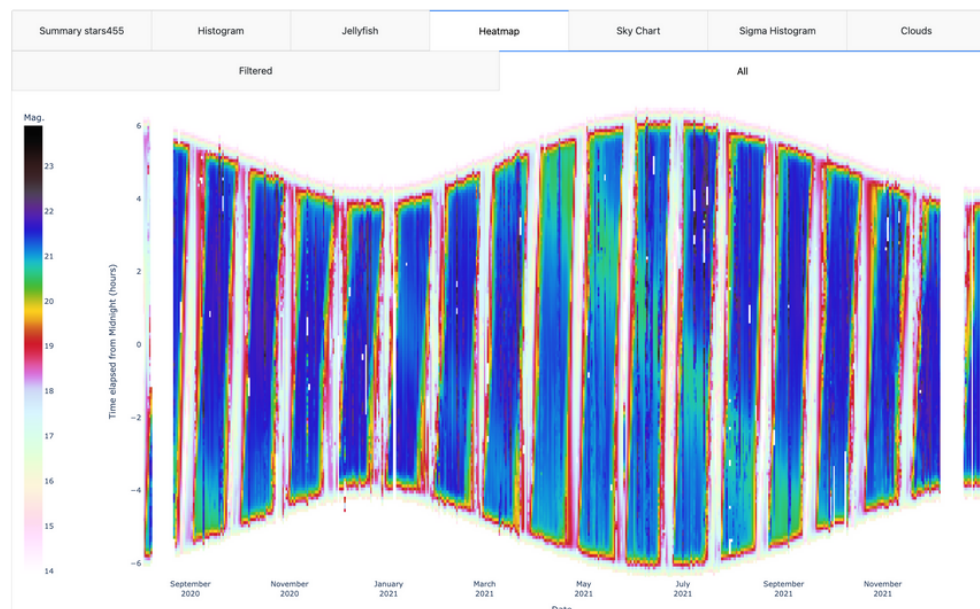 Summary stars455
Histogram
Jellyfish
Heatmap
Sky Chart
Sigma Histogram
Clouds
Filtered
All
Mag.
23
22
21
20
19
18
17
16
15
14
Time elapsed from Midnight (hours)
6
4
2
0
−2
−4
−6
September
2020
November
2020
January
2021
March
2021
May
2021
July
2021
September
2021
November
2021
Date